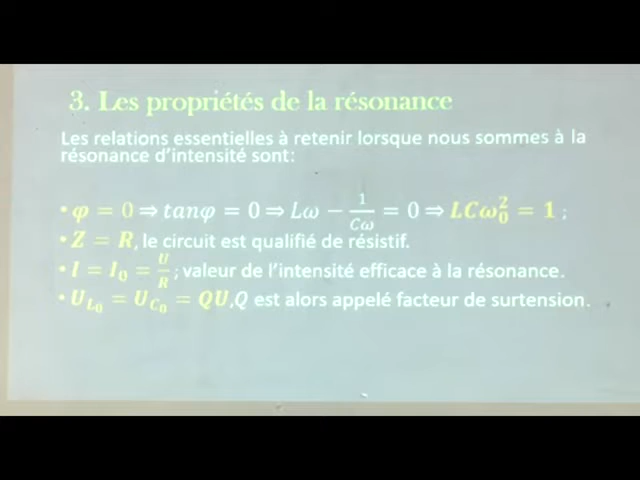 3. Les propriétés de la résonance
Les relations essentielles à retenir lorsque nous sommes à la
résonance d'intensité sont:
• φ = 0 ⇒ tanφ = 0 ⇒ Lω − 1/Cω = 0 ⇒ LCω₀² = 1 ;
• Z = R, le circuit est qualifié de résistif.
• I = I₀ = U/R ; valeur de l'intensité efficace à la résonance.
• U_L₀ = U_C₀ = QU,Q est alors appelé facteur de surtension.